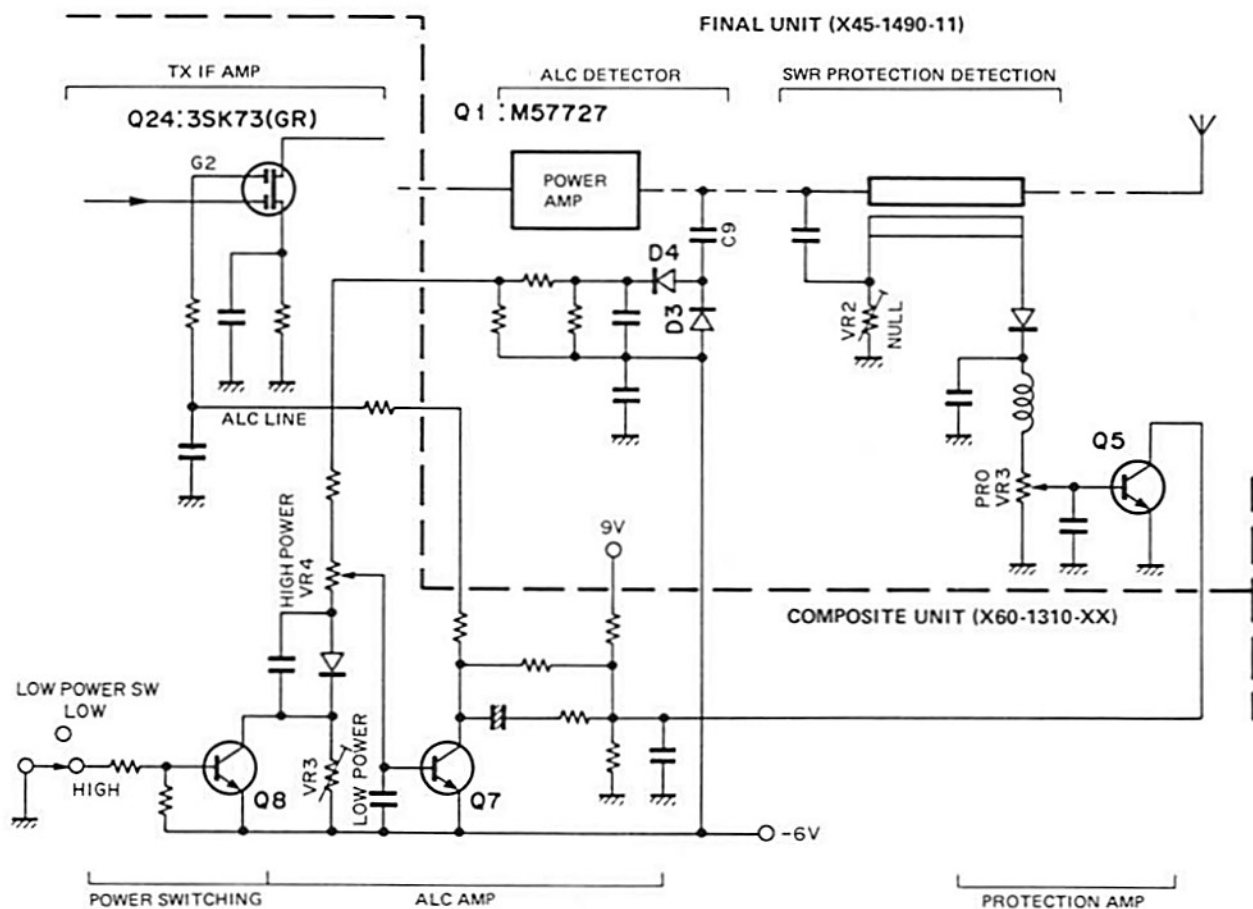 FINAL UNIT (X45-1490-11)
TX IF AMP
ALC DETECTOR
SWR PROTECTION DETECTION
Q24:3SK73(GR)
Q1:M57727
G2
POWER
AMP
C9
D4
D3
VR2
NULL
ALC LINE
Q5
PRO
VR3
9V
HIGH POWER
VR4
COMPOSITE UNIT (X60-1310-XX)
LOW POWER SW
LOW
HIGH
Q8
VR3
LOW POWER
Q7
-6V
POWER SWITCHING
ALC AMP
PROTECTION AMP